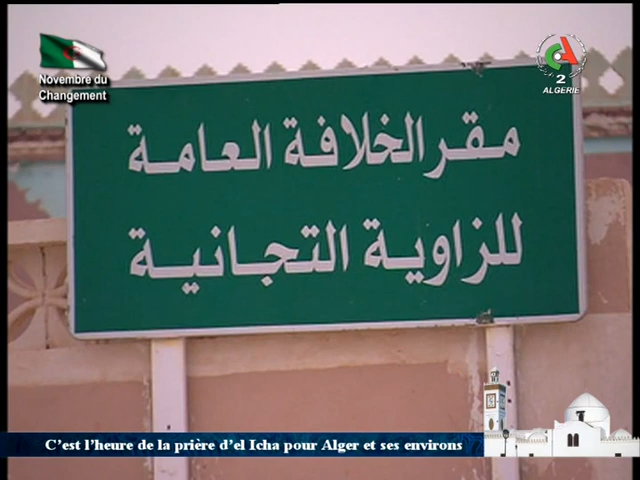 Novembre du
Changement
2
ALGERIE
مقر الخلافة العامة
للزاوية التجانية
C'est l'heure de la prière d'el Icha pour Alger et ses environs